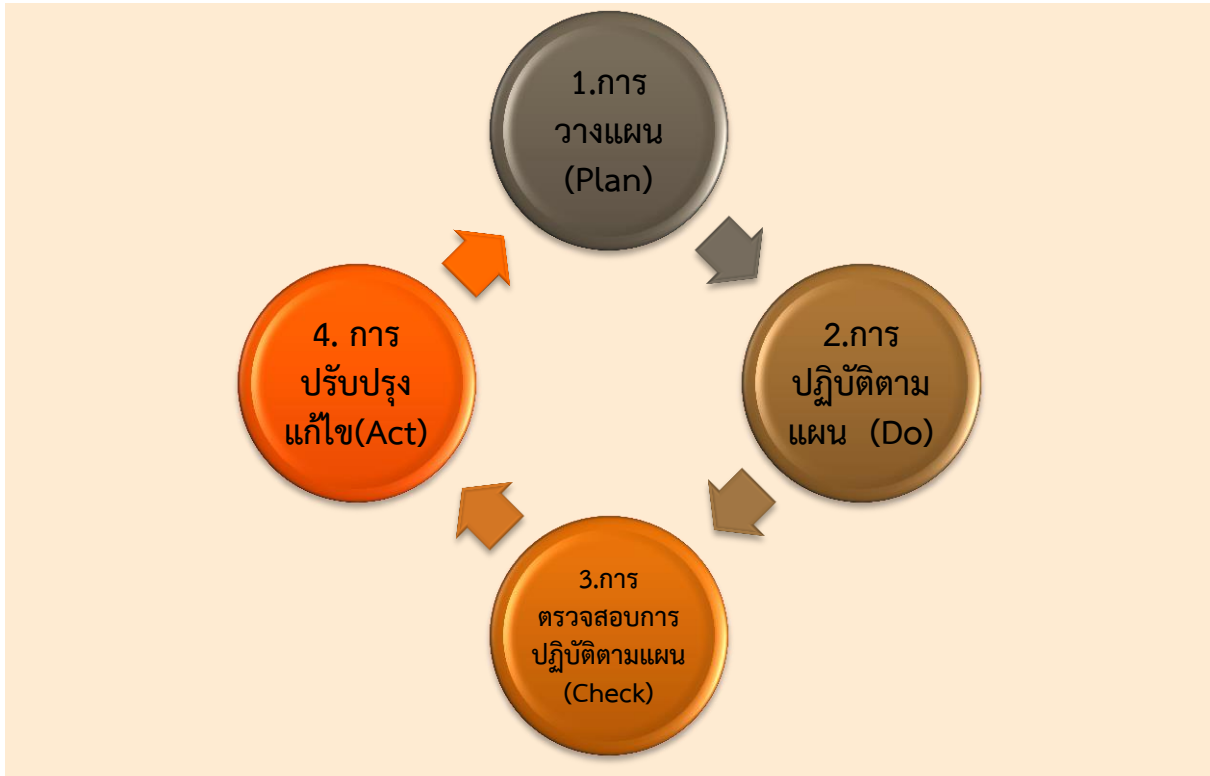 1.การ
วางแผน
(Plan)
2.การ
ปฏิบัติตาม
แผน (Do)
3.การ
ตรวจสอบการ
ปฏิบัติตามแผน
(Check)
4. การ
ปรับปรุง
แก้ไข(Act)